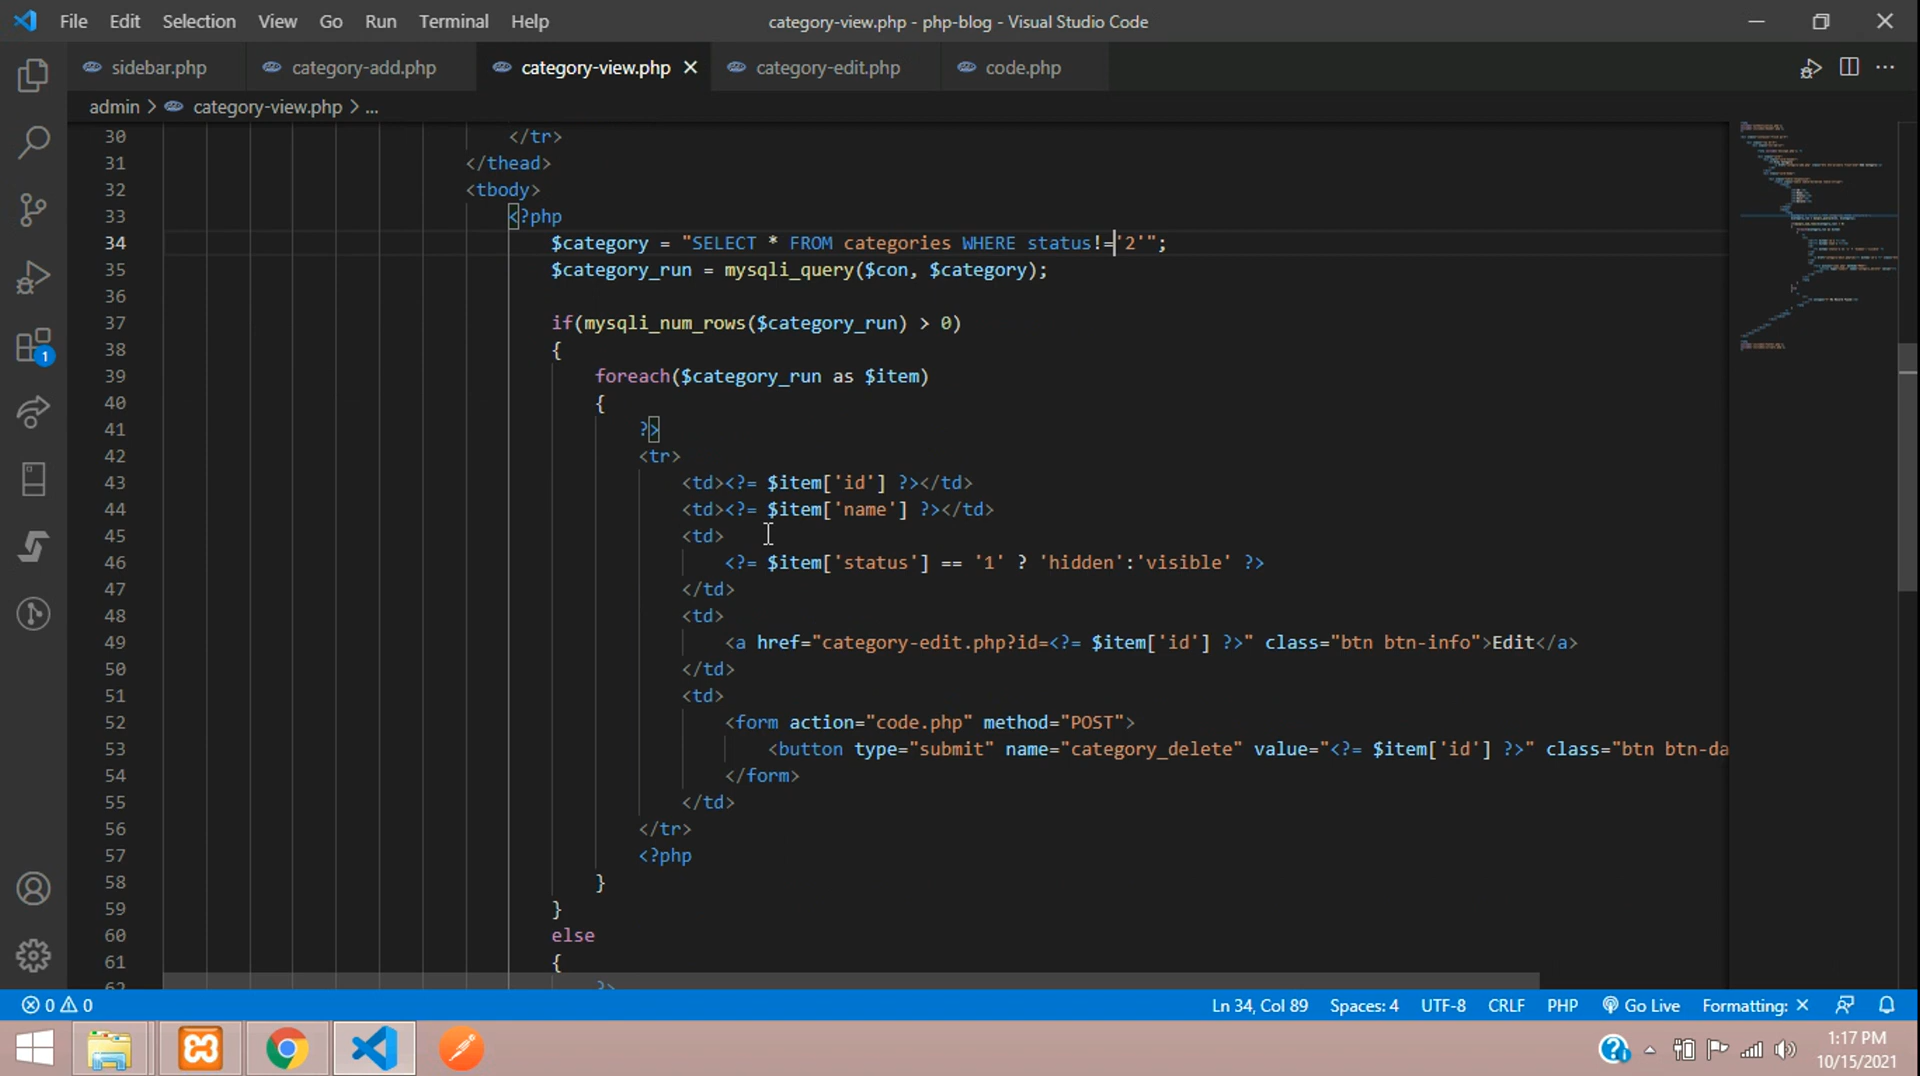 File Edit Selection View Go Run Terminal Help category-view.php - php-blog - Visual Studio Code
sidebar.php category-add.php category-view.php category-edit.php code.php
admin > category-view.php > ...
30 </tr>
31 </thead>
32 <tbody>
33 <?php
34 $category = "SELECT * FROM categories WHERE status!='2'";
35 $category_run = mysqli_query($con, $category);
36
37 if(mysqli_num_rows($category_run) > 0)
38 {
39 foreach($category_run as $item)
40 {
41 ?>
42 <tr>
43 <td><?= $item['id'] ?></td>
44 <td><?= $item['name'] ?></td>
45 <td>
46 <?= $item['status'] == '1' ? 'hidden':'visible' ?>
47 </td>
48 <td>
49 <a href="category-edit.php?id=<?= $item['id'] ?>" class="btn btn-info">Edit</a>
50 </td>
51 <td>
52 <form action="code.php" method="POST">
53 <button type="submit" name="category_delete" value="<?= $item['id'] ?>" class="btn btn-da
54 </form>
55 </td>
56 </tr>
57 <?php
58 }
59 }
60 else
61 {
62 ?>
1
0 0 Ln 34, Col 89 Spaces: 4 UTF-8 CRLF PHP Go Live Formatting: ×
1:17 PM
10/15/2021